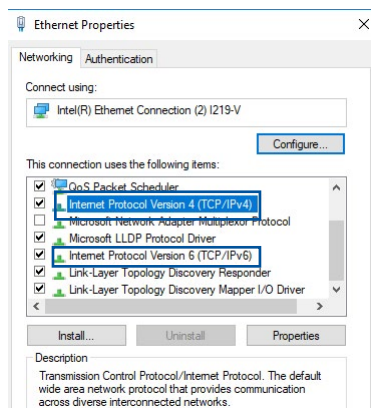 Ethernet Properties
Networking Authentication
Connect using:
Intel(R) Ethernet Connection (2) I219-V
Configure...
This connection uses the following items:
QoS Packet Scheduler
Internet Protocol Version 4 (TCP/IPv4)
Microsoft Network Adapter Multiplexor Protocol
Microsoft LLDP Protocol Driver
Internet Protocol Version 6 (TCP/IPv6)
Link-Layer Topology Discovery Responder
Link-Layer Topology Discovery Mapper I/O Driver
Install... Uninstall Properties
Description
Transmission Control Protocol/Internet Protocol. The default
wide area network protocol that provides communication
across diverse interconnected networks.